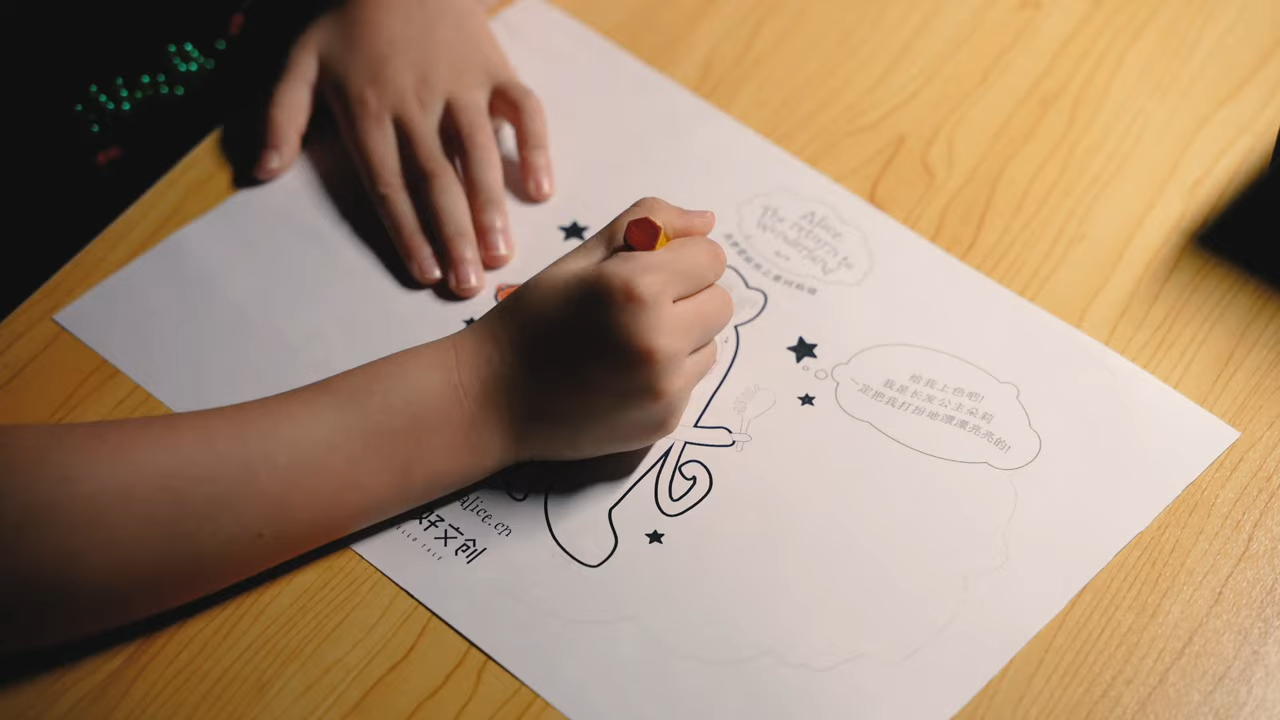 Alice
The return to
Wonderland
给我上色吧!
我是长发公主朵莉
一定把我打扮地漂漂亮亮的!
alice.cn
好文创